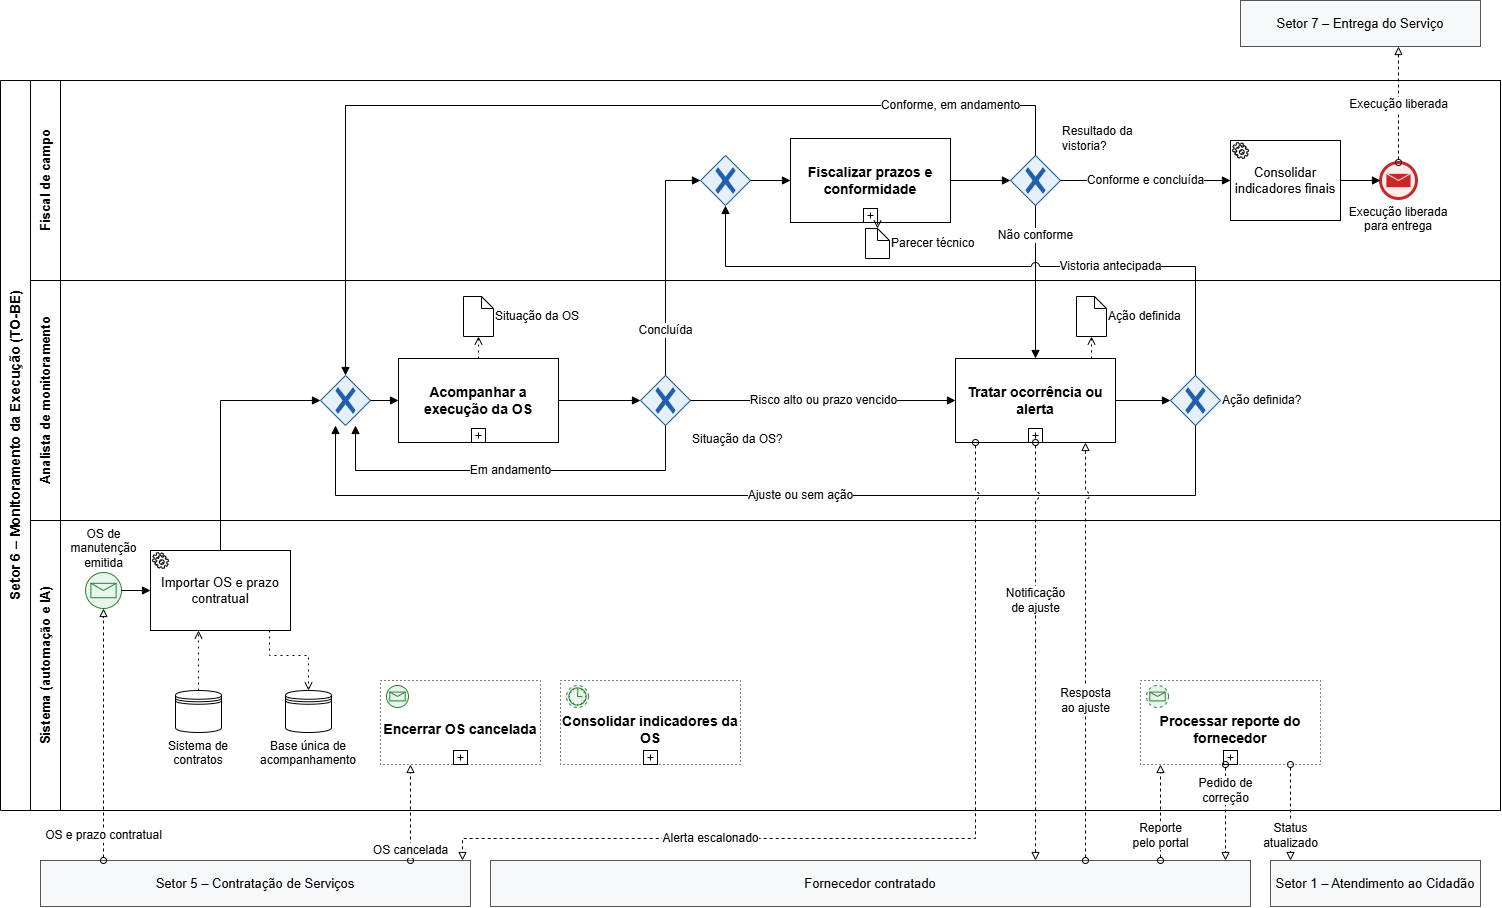 Setor 7 – Entrega do Serviço
Execução liberada
Setor 6 – Monitoramento da Execução (TO-BE)
Fiscal de campo
Conforme, em andamento
Resultado da
vistoria?
Fiscalizar prazos e
conformidade
Conforme e concluída
Consolidar
indicadores finais
Execução liberada
para entrega
Parecer técnico
Não conforme
Vistoria antecipada
Analista de monitoramento
Situação da OS
Concluída
Ação definida
Acompanhar a
execução da OS
Risco alto ou prazo vencido
Tratar ocorrência ou
alerta
Ação definida?
Situação da OS?
Em andamento
Ajuste ou sem ação
Sistema (automação e IA)
OS de
manutenção
emitida
Importar OS e prazo
contratual
Notificação
de ajuste
Sistema de
contratos
Base única de
acompanhamento
Encerrar OS cancelada
Consolidar indicadores da
OS
Resposta
ao ajuste
Processar reporte do
fornecedor
Pedido de
correção
OS e prazo contratual
OS cancelada
Alerta escalonado
Reporte
pelo portal
Status
atualizado
Setor 5 – Contratação de Serviços
Fornecedor contratado
Setor 1 – Atendimento ao Cidadão